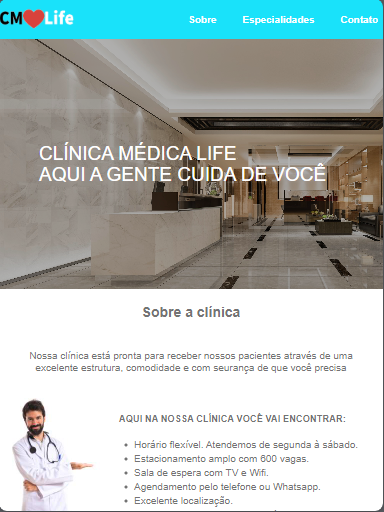 CM Life
Sobre Especialidades Contato
CLÍNICA MÉDICA LIFE
AQUI A GENTE CUIDA DE VOCÊ
Sobre a clínica
Nossa clínica está pronta para receber nossos pacientes através de uma
excelente estrutura, comodidade e com seurança de que você precisa
AQUI NA NOSSA CLÍNICA VOCÊ VAI ENCONTRAR:
• Horário flexível. Atendemos de segunda à sábado.
• Estacionamento amplo com 600 vagas.
• Sala de espera com TV e Wifi.
• Agendamento pelo telefone ou Whatsapp.
• Excelente localização.